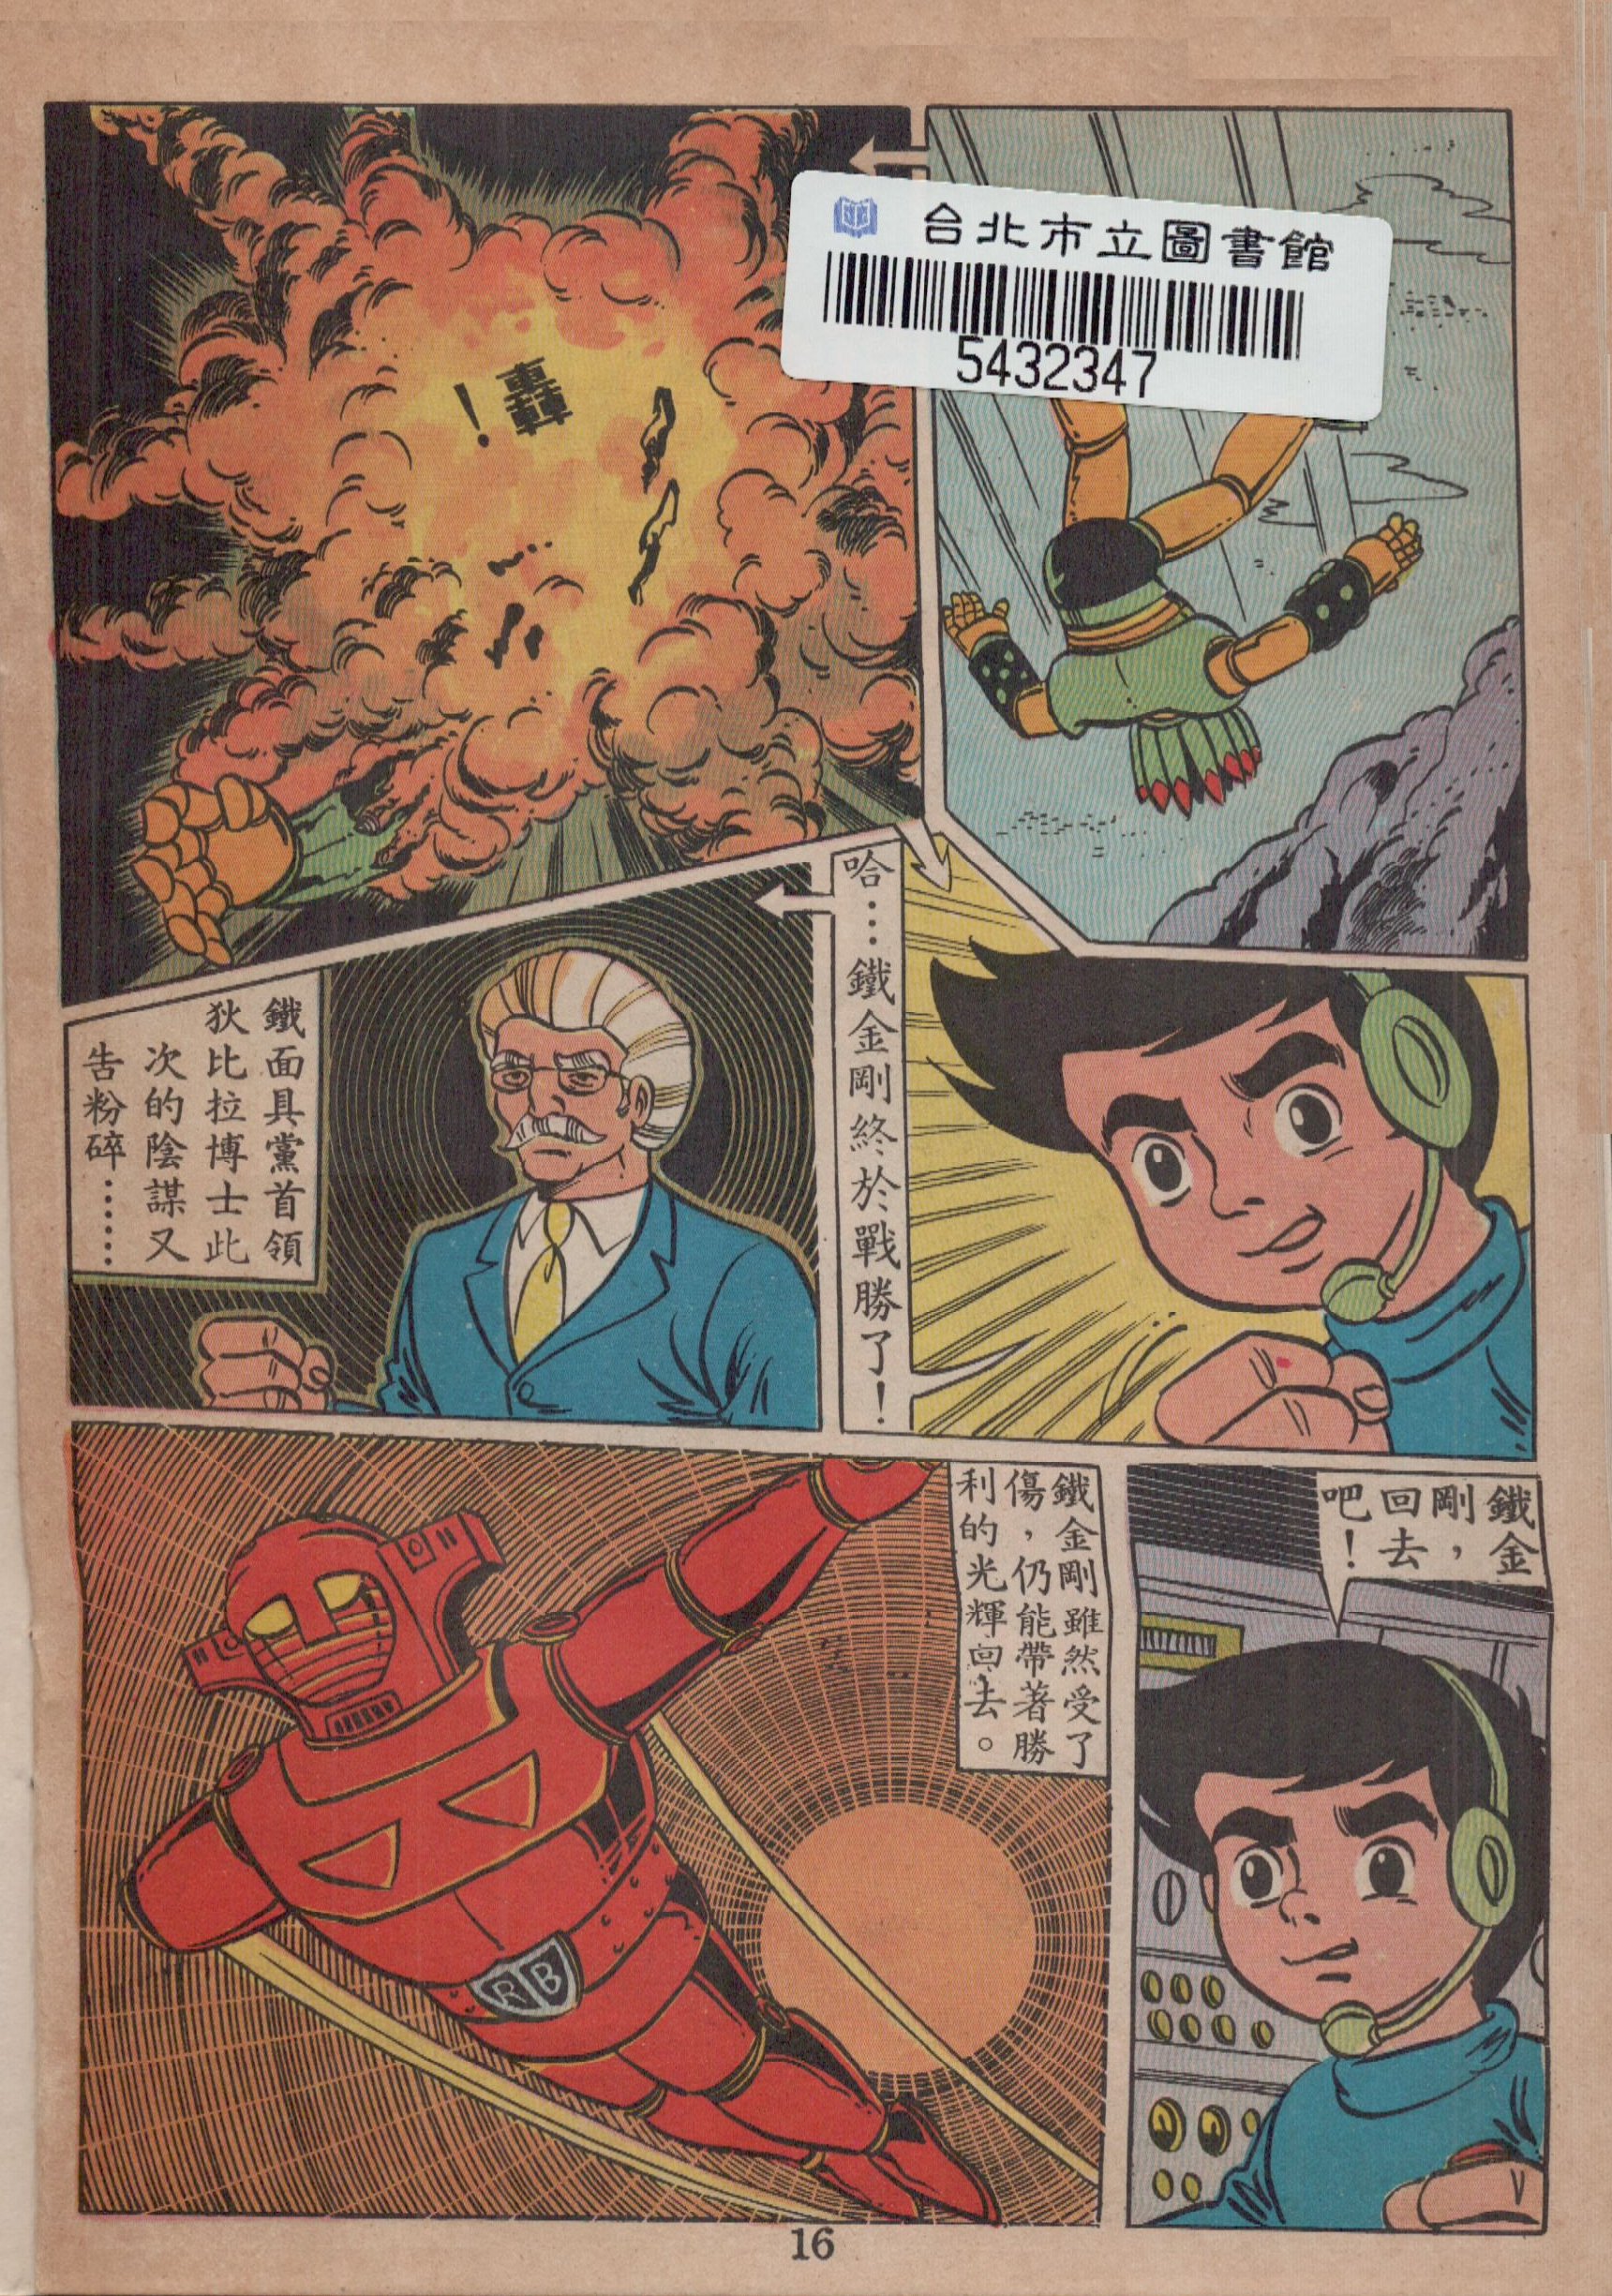 台北市立圖書館
5432347
轟！
哈…鐵金剛終於戰勝了！
鐵面具黨首領
狄比拉博士此
次的陰謀又
告粉碎……
鐵金
剛，
回去
吧！
鐵金剛雖然受了
傷，仍能帶著勝
利的光輝回去。
RB
16